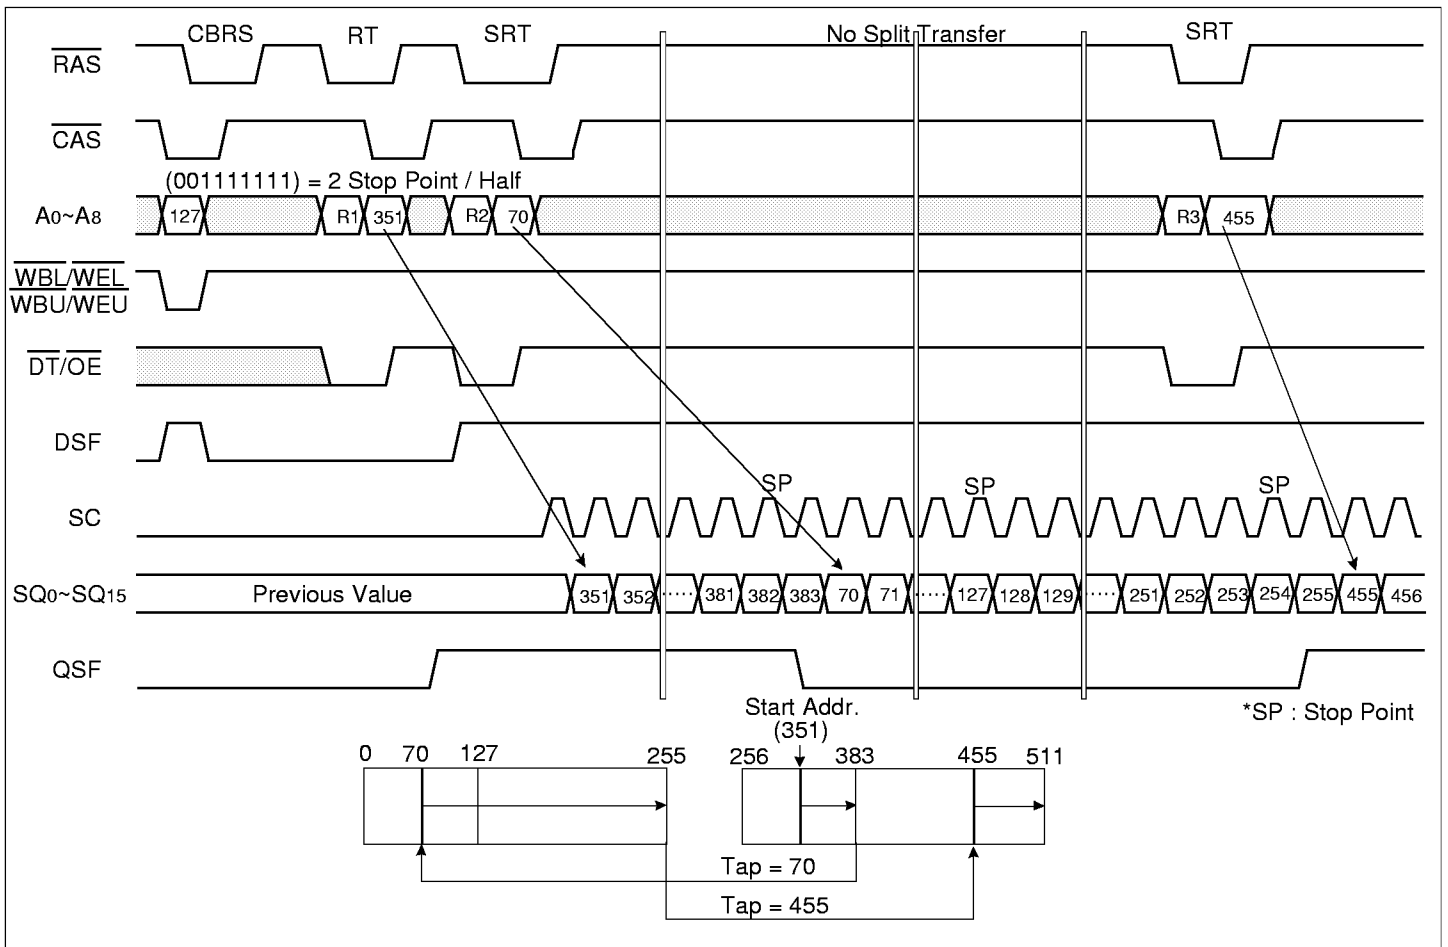 CBRS RT SRT No Split Transfer SRT
RAS
CAS
(001111111) = 2 Stop Point / Half
A0~A8 127 R1 351 R2 70 R3 455
WBL/WEL
WBU/WEU
DT/OE
DSF
SP SP SP
SC
SQ0~SQ15 Previous Value 351 352 ····· 381 382 383 70 71 ····· 127 128 129 ····· 251 252 253 254 255 455 456
QSF
Start Addr.
(351)
*SP : Stop Point
0 70 127 255 256 383 455 511
Tap = 70
Tap = 455